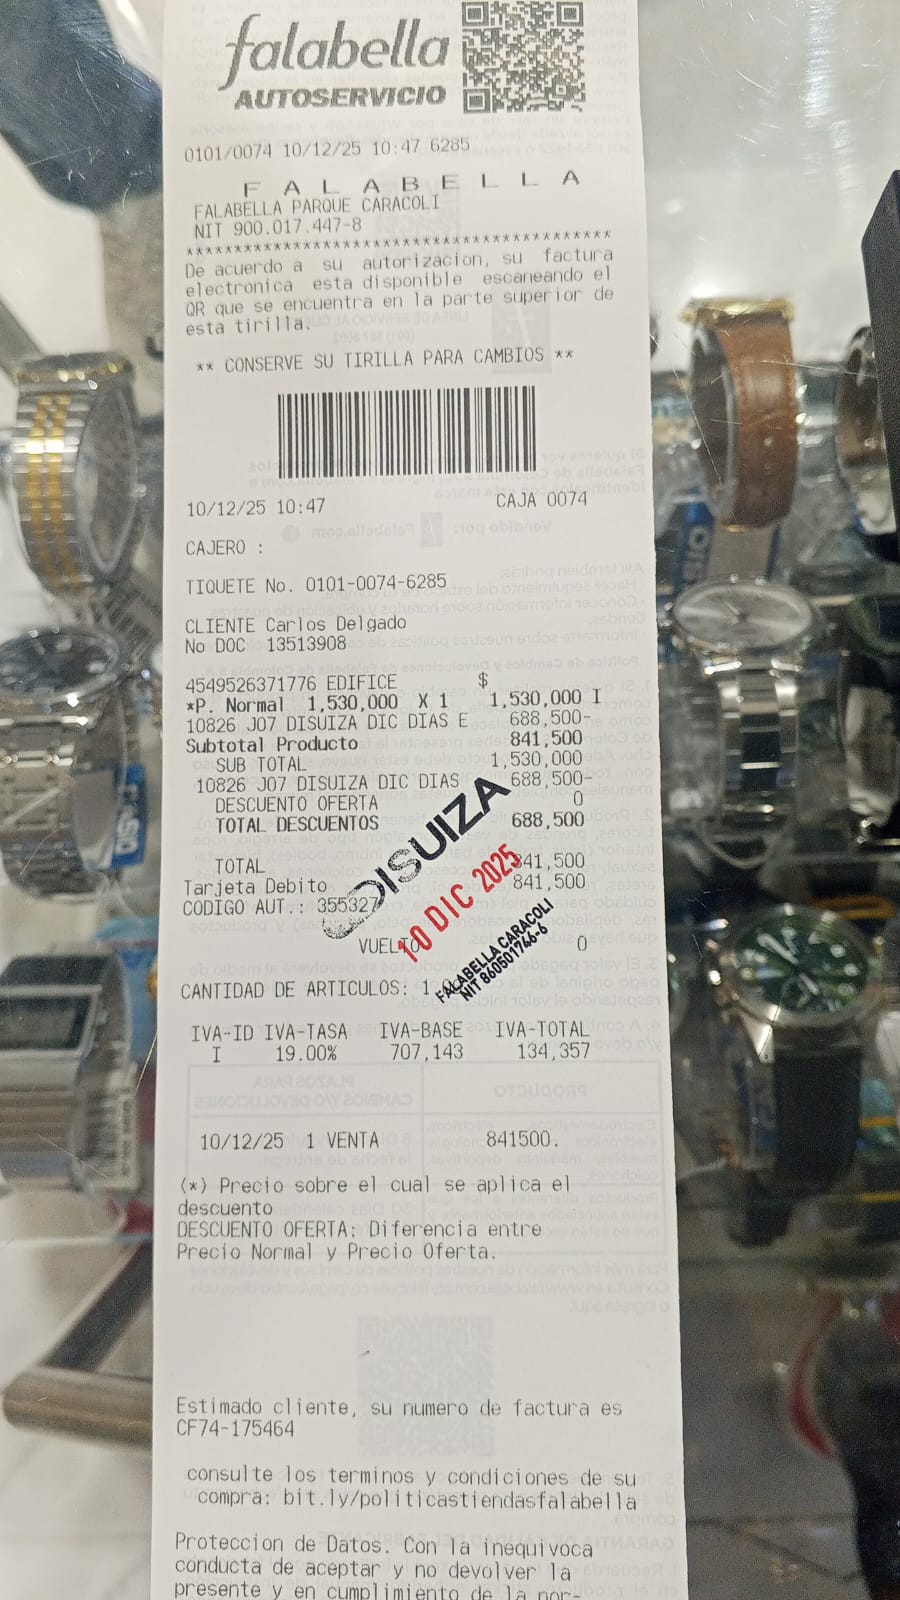 falabella
AUTOSERVICIO
0101/0074 10/12/25 10:47 6285
F A L A B E L L A
FALABELLA PARQUE CARACOLI
NIT 900.017.447-8
********************************************
De acuerdo a su autorizacion, su factura
electronica esta disponible escaneando el
QR que se encuentra en la parte superior de
esta tirilla.
** CONSERVE SU TIRILLA PARA CAMBIOS **
10/12/25 10:47 CAJA 0074
CAJERO :
TIQUETE No. 0101-0074-6285
CLIENTE Carlos Delgado
No DOC 13513908
4549526371776 EDIFICE $
*P. Normal 1,530,000 X 1 1,530,000 I
10826 J07 DISUIZA DIC DIAS E 688,500-
Subtotal Producto 841,500
SUB TOTAL 1,530,000
10826 J07 DISUIZA DIC DIAS 688,500-
DESCUENTO OFERTA 0
TOTAL DESCUENTOS 688,500
DISUIZA
10 DIC 2025
FALABELLA CARACOLI
NIT 860501766-6
TOTAL 841,500
Tarjeta Debito 841,500
CODIGO AUT.: 355327
VUELTO 0
CANTIDAD DE ARTICULOS: 1
IVA-ID IVA-TASA IVA-BASE IVA-TOTAL
I 19.00% 707,143 134,357
10/12/25 1 VENTA 841500.
(*) Precio sobre el cual se aplica el
descuento
DESCUENTO OFERTA: Diferencia entre
Precio Normal y Precio Oferta.
Estimado cliente, su numero de factura es
CF74-175464
consulte los terminos y condiciones de su
compra: bit.ly/politicastiendasfalabella
Proteccion de Datos. Con la inequivoca
conducta de aceptar y no devolver la
presente y en cumplimiento de la nor-
CASIO
CASIO